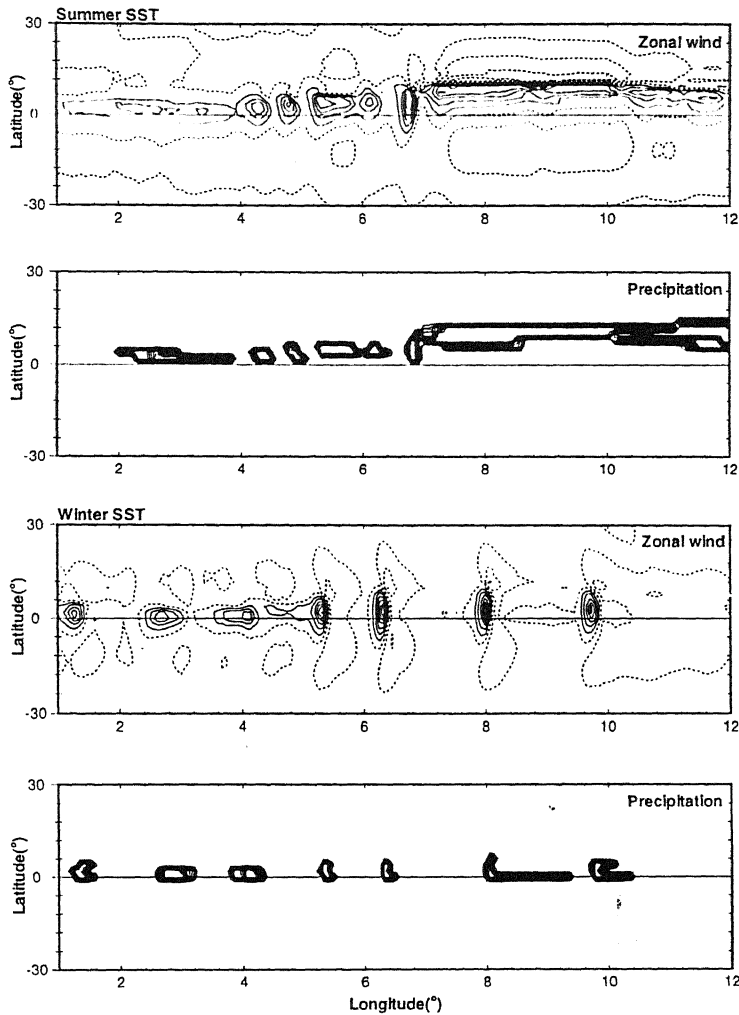 Summer SST
Zonal wind
30
0
-30
Latitude(°)
2 4 6 8 10 12
Precipitation
30
0
-30
Latitude(°)
2 4 6 8 10 12
Winter SST
Zonal wind
30
0
-30
Latitude(°)
2 4 6 8 10 12
Precipitation
30
0
-30
Latitude(°)
2 4 6 8 10 12
Longitude(°)